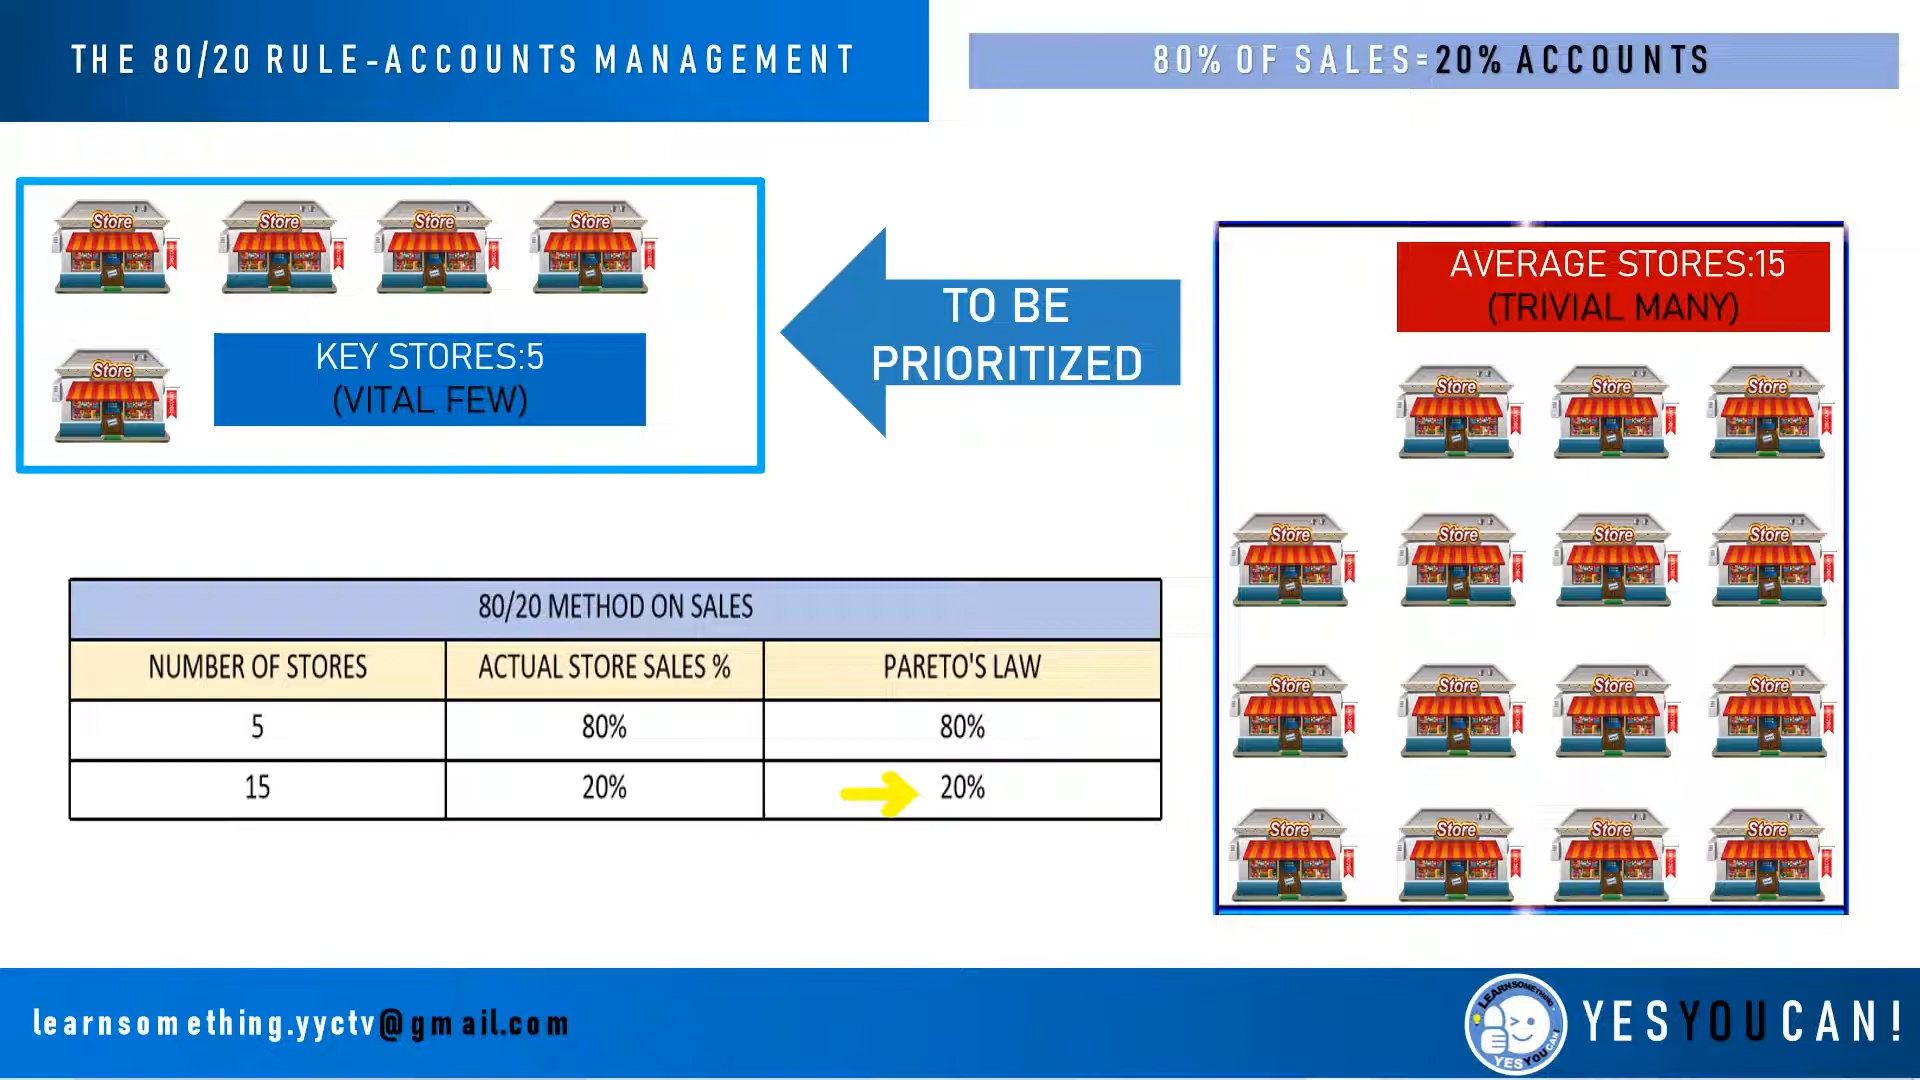 THE 80/20 RULE-ACCOUNTS MANAGEMENT
80% OF SALES=20% ACCOUNTS
Store Store Store Store
Store
KEY STORES:5
(VITAL FEW)
TO BE
PRIORITIZED
AVERAGE STORES:15
(TRIVIAL MANY)
Store Store Store
Store Store Store Store
Store Store Store Store
Store Store Store Store
80/20 METHOD ON SALES
NUMBER OF STORES ACTUAL STORE SALES % PARETO'S LAW
5 80% 80%
15 20% 20%
learnsomething.yyctv@gmail.com
LEARNSOMETHING
YESYOUCAN!
YESYOUCAN!